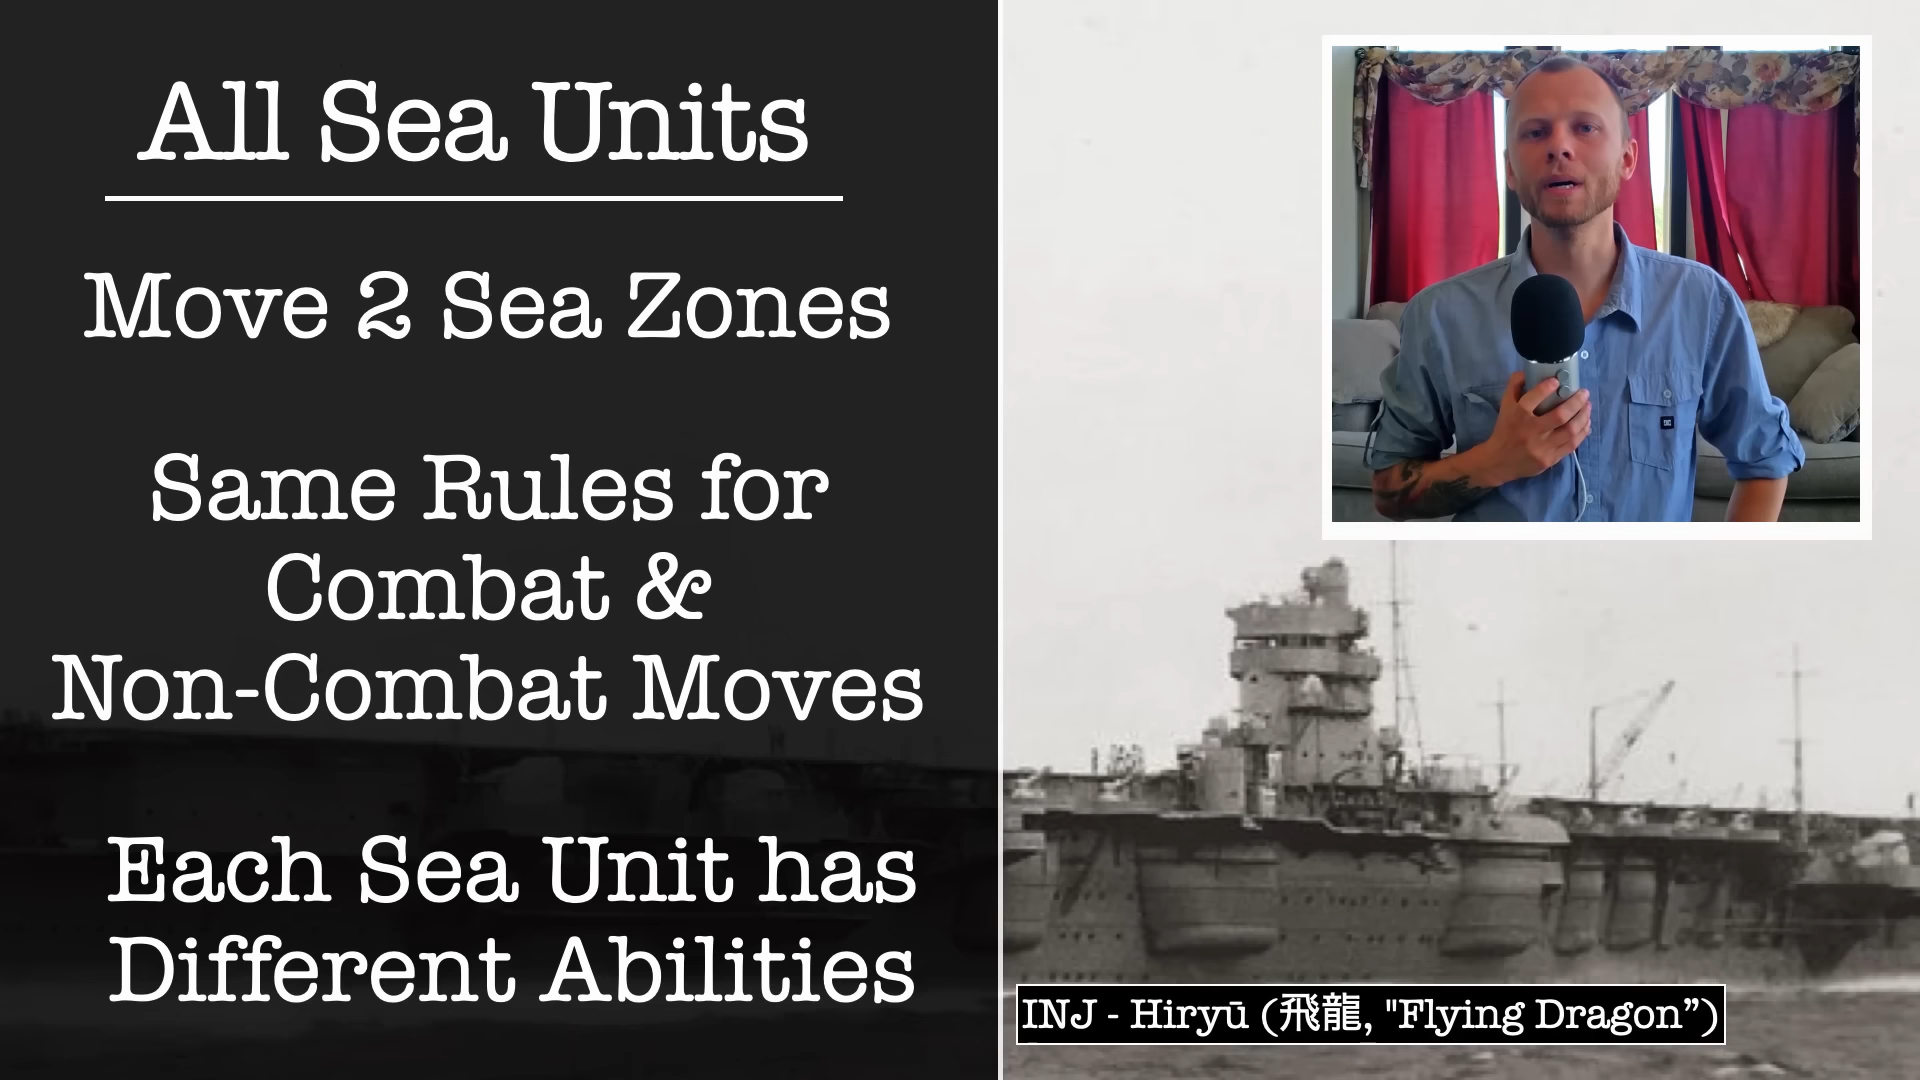 All Sea Units
Move 2 Sea Zones
Same Rules for
Combat &
Non-Combat Moves
Each Sea Unit has
Different Abilities
INJ - Hiryū (飛龍, "Flying Dragon”)